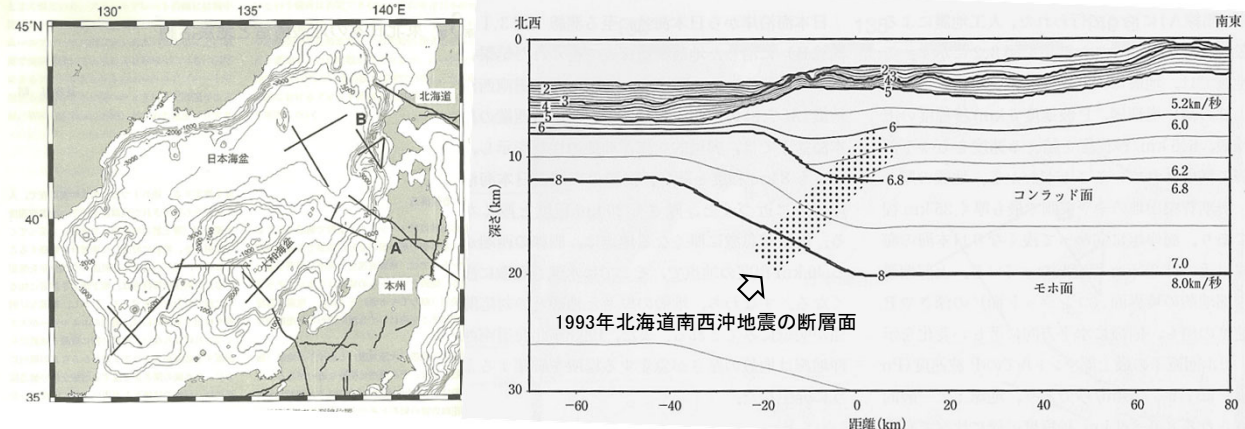 130°
135°
140°E
45°N
40°
35°
北海道
B
日本海盆
大和海盆
A
本州
北西
南東
0
10
20
30
深さ(km)
2
3
4
5
6
8
2
4
3
5
6
6.8
8
5.2km/秒
6.0
6.2
6.8
コンラッド面
7.0
モホ面
8.0km/秒
1993年北海道南西沖地震の断層面
-60
-40
-20
0
20
40
60
80
距離(km)